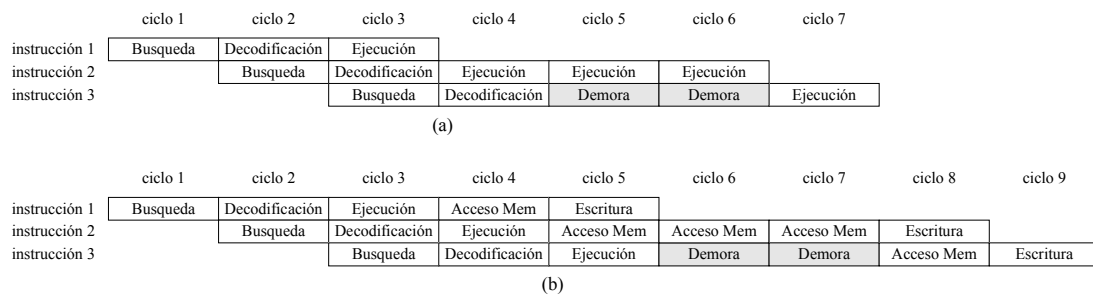 ciclo 1 ciclo 2 ciclo 3 ciclo 4 ciclo 5 ciclo 6 ciclo 7
instrucción 1 Busqueda Decodificación Ejecución
instrucción 2 Busqueda Decodificación Ejecución Ejecución Ejecución
instrucción 3 Busqueda Decodificación Demora Demora Ejecución
(a)
ciclo 1 ciclo 2 ciclo 3 ciclo 4 ciclo 5 ciclo 6 ciclo 7 ciclo 8 ciclo 9
instrucción 1 Busqueda Decodificación Ejecución Acceso Mem Escritura
instrucción 2 Busqueda Decodificación Ejecución Acceso Mem Acceso Mem Acceso Mem Escritura
instrucción 3 Busqueda Decodificación Ejecución Demora Demora Acceso Mem Escritura
(b)